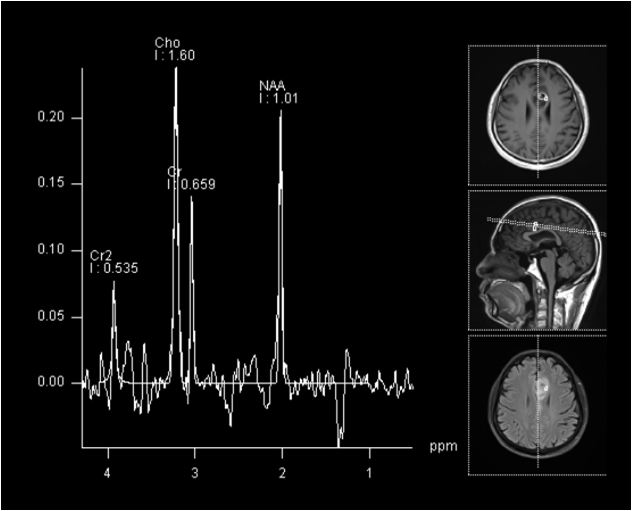 Cho
I : 1.60
NAA
I : 1.01
Cr
I : 0.659
Cr2
I : 0.535
0.20
0.15
0.10
0.05
0.00
ppm
4
3
2
1